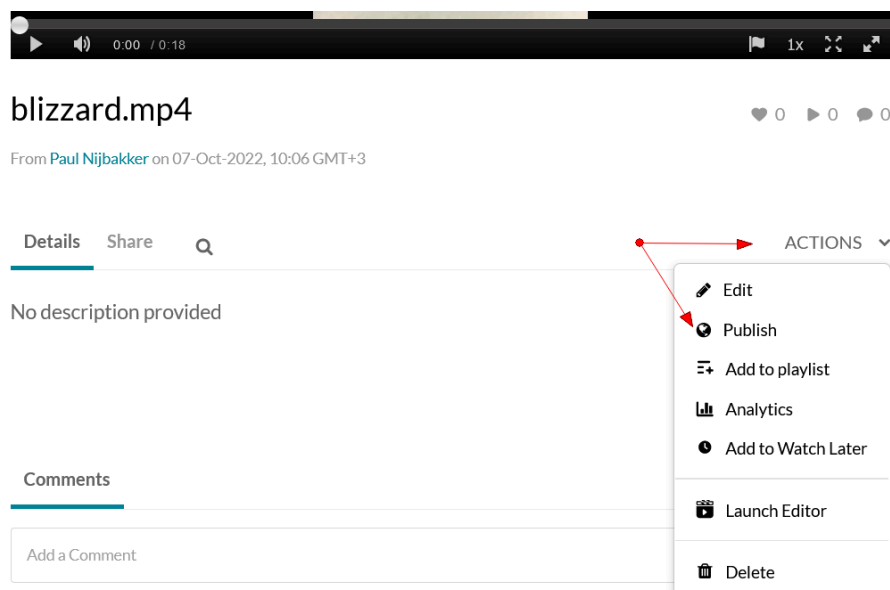 0:00 / 0:18 1x
blizzard.mp4 0 0 0
From Paul Nijbakker on 07-Oct-2022, 10:06 GMT+3
Details Share ACTIONS
Edit
No description provided
Publish
Add to playlist
Analytics
Add to Watch Later
Comments
Launch Editor
Add a Comment
Delete